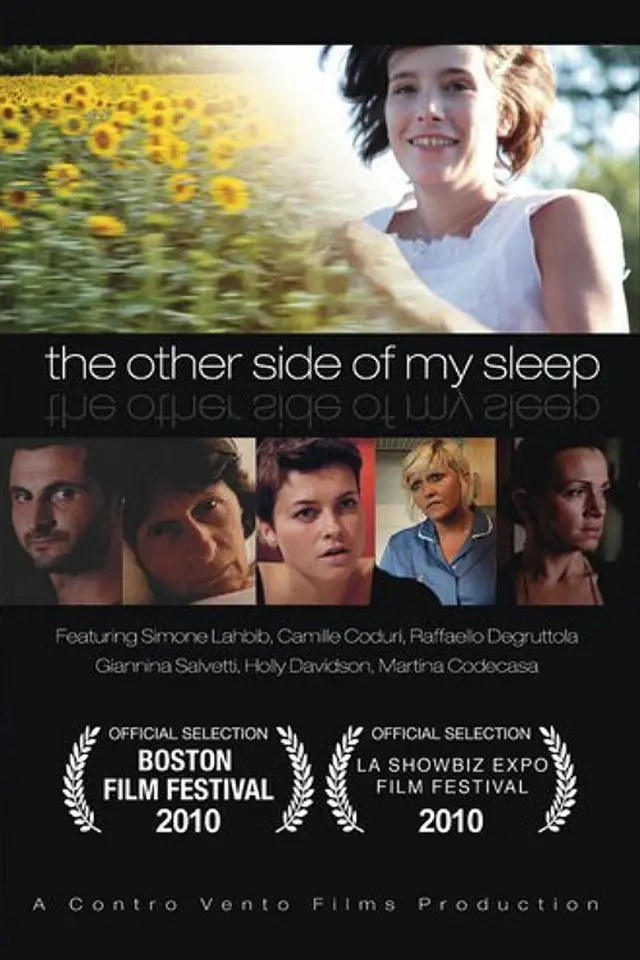 the other side of my sleep
Featuring Simone Lahbib, Camille Coduri, Raffaello Degruttola
Giannina Salvetti, Holly Davidson, Martina Codecasa
OFFICIAL SELECTION
BOSTON
FILM FESTIVAL
2010
OFFICIAL SELECTION
LA SHOWBIZ EXPO
FILM FESTIVAL
2010
A Contro Vento Films Production